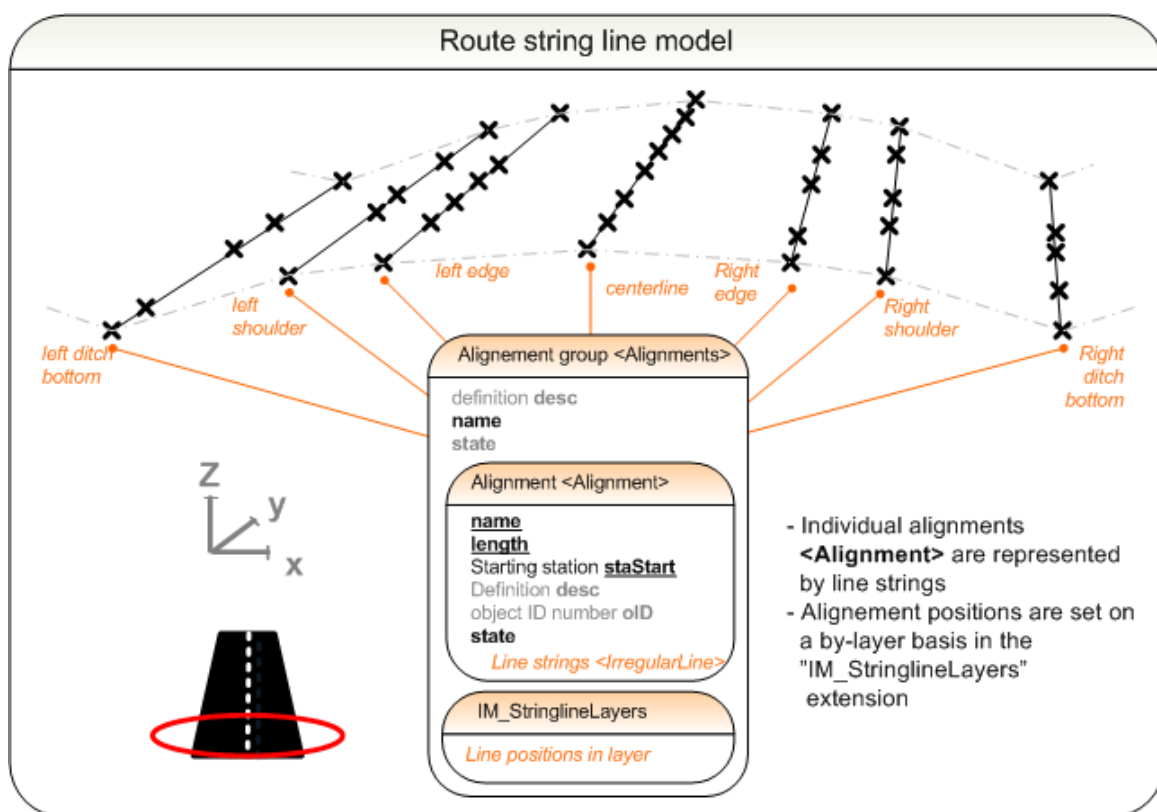 Route string line model
left edge
centerline
Right
edge
left
shoulder
Right
shoulder
left ditch
bottom
Right
ditch
bottom
Alignement group <Alignments>
definition desc
name
state
Alignment <Alignment>
name
length
Starting station staStart
Definition desc
object ID number oID
state
Line strings <IrregularLine>
IM_StringlineLayers
Line positions in layer
Z
y
x
- Individual alignments
<Alignment> are represented
by line strings
- Alignement positions are set on
a by-layer basis in the
"IM_StringlineLayers"
extension